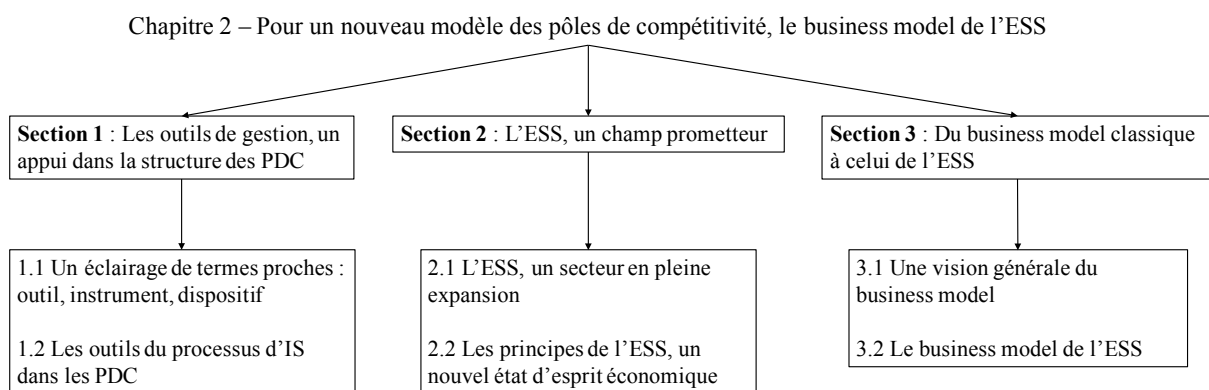 Chapitre 2 – Pour un nouveau modèle des pôles de compétitivité, le business model de l’ESS
Section 1 : Les outils de gestion, un
appui dans la structure des PDC
Section 2 : L’ESS, un champ prometteur
Section 3 : Du business model classique
à celui de l’ESS
1.1 Un éclairage de termes proches :
outil, instrument, dispositif
1.2 Les outils du processus d’IS
dans les PDC
2.1 L’ESS, un secteur en pleine
expansion
2.2 Les principes de l’ESS, un
nouvel état d’esprit économique
3.1 Une vision générale du
business model
3.2 Le business model de l’ESS